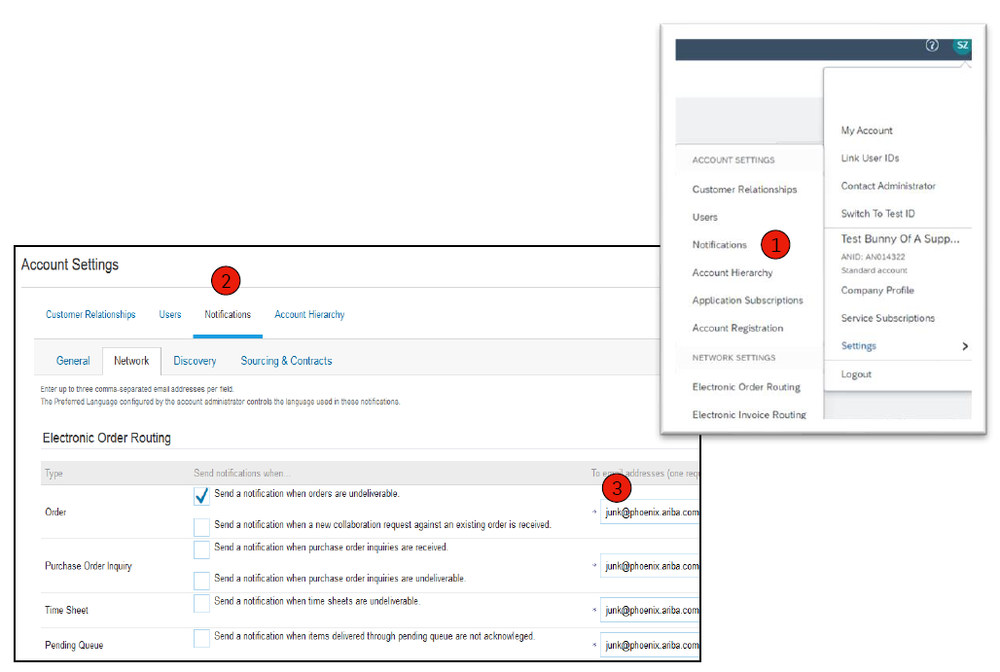 ?
SZ
My Account
Link User IDs
Contact Administrator
Switch To Test ID
Test Bunny Of A Supp...
ANID: AN014322
Standard account
Company Profile
Service Subscriptions
Settings
Logout
ACCOUNT SETTINGS
Customer Relationships
Users
Notifications
1
Account Hierarchy
Application Subscriptions
Account Registration
NETWORK SETTINGS
Electronic Order Routing
Electronic Invoice Routing
Account Settings
2
Customer Relationships Users Notifications Account Hierarchy
General Network Discovery Sourcing & Contracts
Enter up to three comma-separated email addresses per field.
The Preferred Language configured by the account administrator controls the language used in these notifications.
Electronic Order Routing
Type Send notifications when... To email addresses (one requ
3
Send a notification when orders are undeliverable.
Order * junk@phoenix.ariba.com
Send a notification when a new collaboration request against an existing order is received.
Send a notification when purchase order inquiries are received.
Purchase Order Inquiry * junk@phoenix.ariba.com
Send a notification when purchase order inquiries are undeliverable.
Send a notification when time sheets are undeliverable.
Time Sheet * junk@phoenix.ariba.com
Send a notification when items delivered through pending queue are not acknowleged.
Pending Queue * junk@phoenix.ariba.com